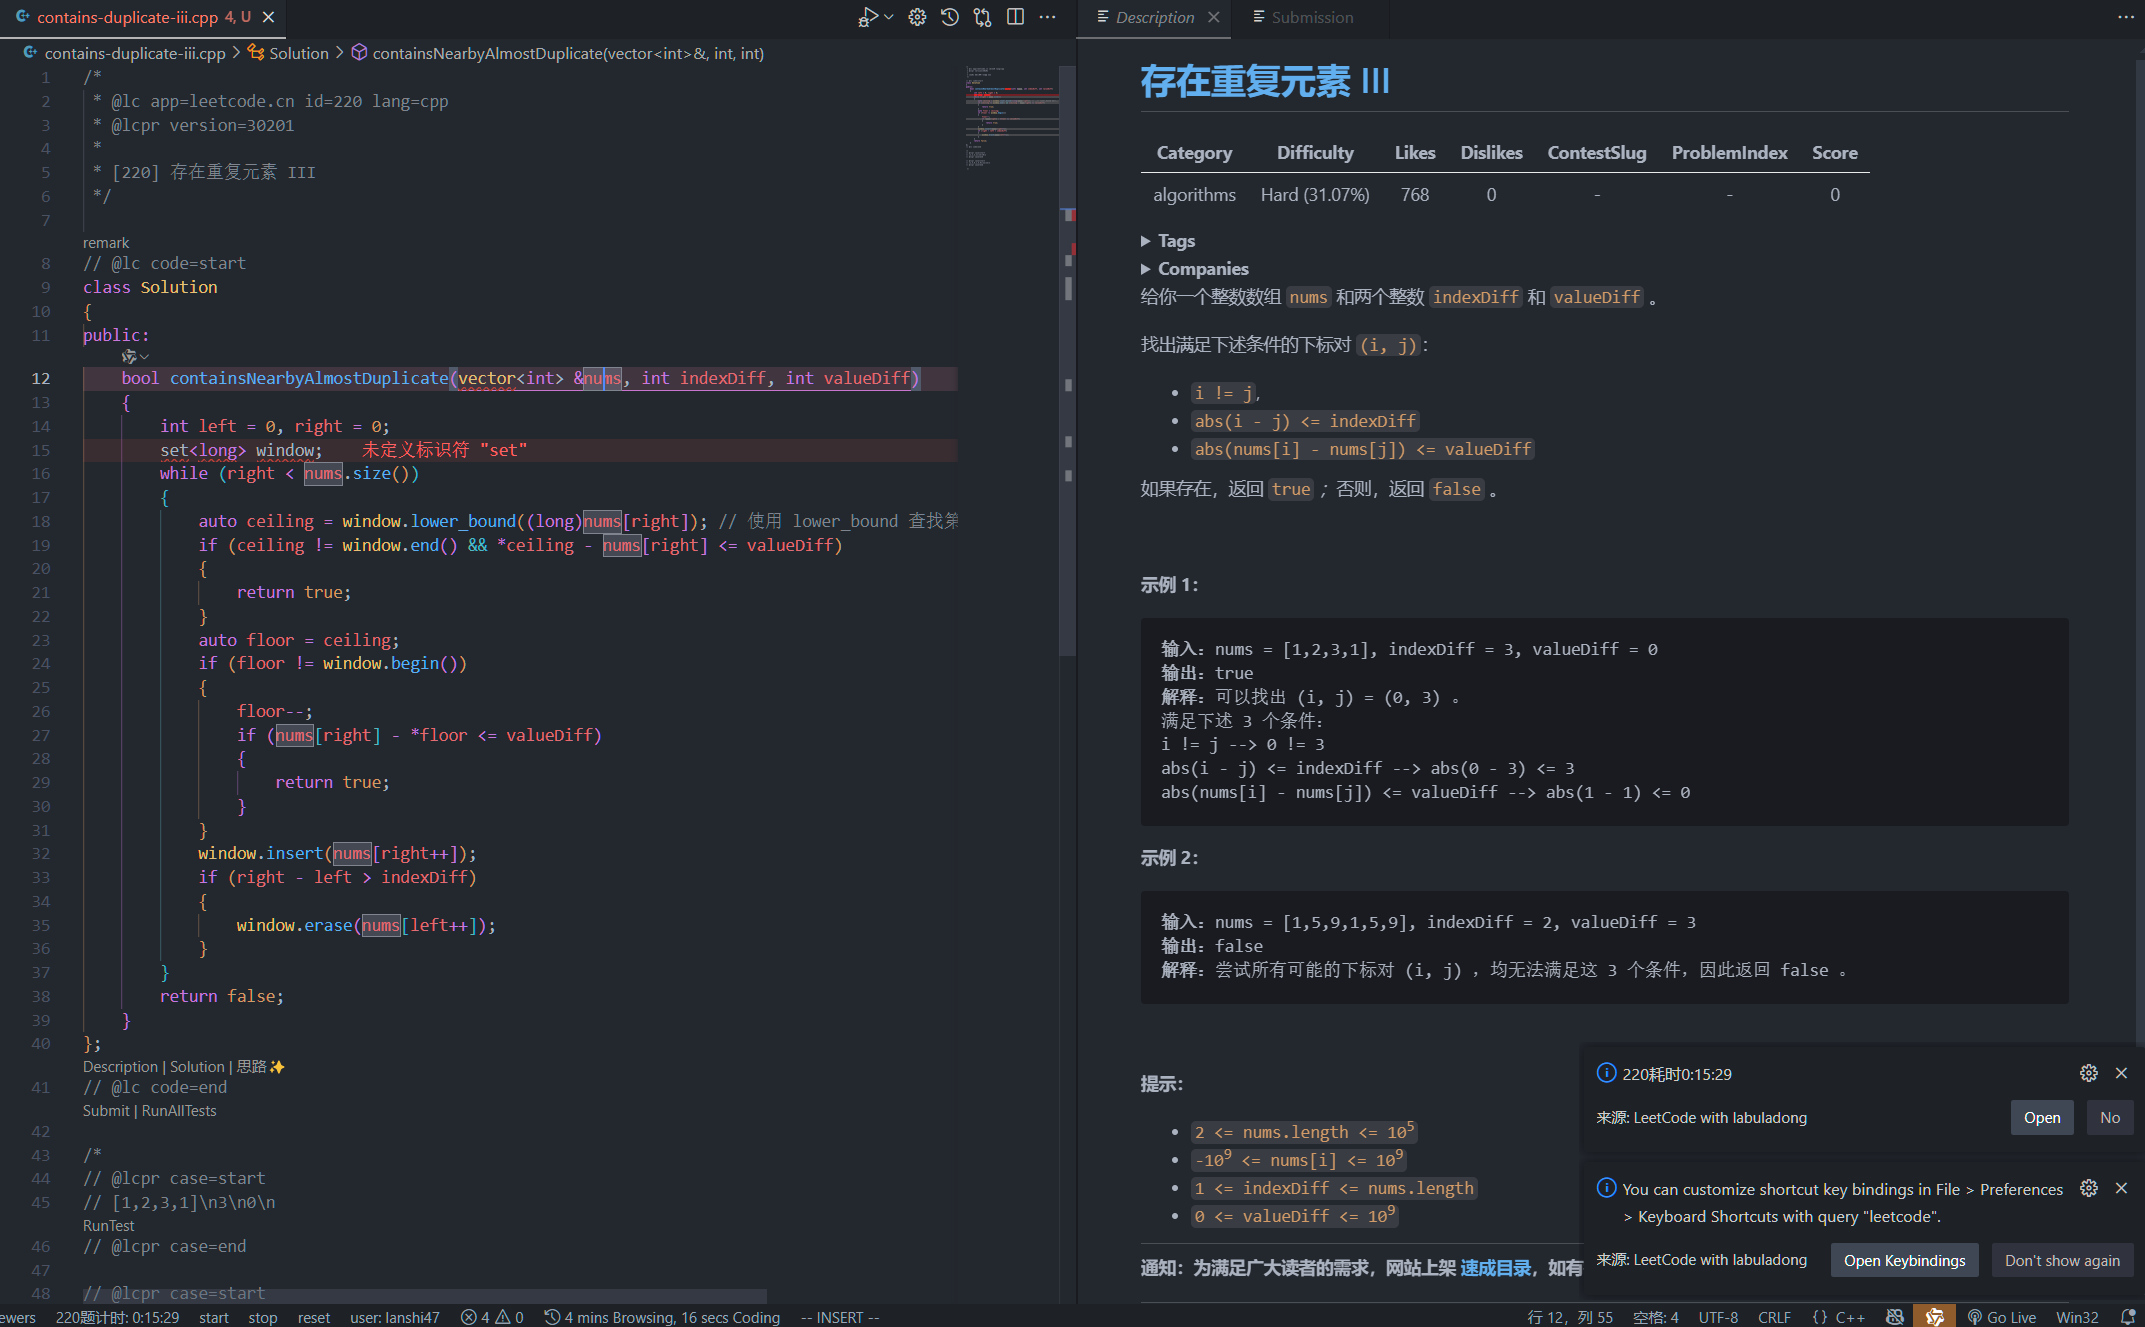 contains-duplicate-iii.cpp 4, U
contains-duplicate-iii.cpp > Solution > containsNearbyAlmostDuplicate(vector<int>&, int, int)
1 /*
2  * @lc app=leetcode.cn id=220 lang=cpp
3  * @lcpr version=30201
4  *
5  * [220] 存在重复元素 III
6  */
7
remark
8 // @lc code=start
9 class Solution
10 {
11 public:
12     bool containsNearbyAlmostDuplicate(vector<int> &nums, int indexDiff, int valueDiff)
13     {
14         int left = 0, right = 0;
15         set<long> window;    未定义标识符 "set"
16         while (right < nums.size())
17         {
18             auto ceiling = window.lower_bound((long)nums[right]); // 使用 lower_bound 查找第
19             if (ceiling != window.end() && *ceiling - nums[right] <= valueDiff)
20             {
21                 return true;
22             }
23             auto floor = ceiling;
24             if (floor != window.begin())
25             {
26                 floor--;
27                 if (nums[right] - *floor <= valueDiff)
28                 {
29                     return true;
30                 }
31             }
32             window.insert(nums[right++]);
33             if (right - left > indexDiff)
34             {
35                 window.erase(nums[left++]);
36             }
37         }
38         return false;
39     }
40 };
Description | Solution | 思路✨
41 // @lc code=end
Submit | RunAllTests
42
43 /*
44 // @lcpr case=start
45 // [1,2,3,1]\n3\n0\n
RunTest
46 // @lcpr case=end
47
48 // @lcpr case=start
Description
Submission
存在重复元素 III
Category Difficulty Likes Dislikes ContestSlug ProblemIndex Score
algorithms Hard (31.07%) 768 0 - - 0
▶ Tags
▶ Companies
给你一个整数数组 nums 和两个整数 indexDiff 和 valueDiff 。
找出满足下述条件的下标对 (i, j)：
• i != j,
• abs(i - j) <= indexDiff
• abs(nums[i] - nums[j]) <= valueDiff
如果存在，返回 true ；否则，返回 false 。
示例 1：
输入：nums = [1,2,3,1], indexDiff = 3, valueDiff = 0
输出：true
解释：可以找出 (i, j) = (0, 3) 。
满足下述 3 个条件：
i != j --> 0 != 3
abs(i - j) <= indexDiff --> abs(0 - 3) <= 3
abs(nums[i] - nums[j]) <= valueDiff --> abs(1 - 1) <= 0
示例 2：
输入：nums = [1,5,9,1,5,9], indexDiff = 2, valueDiff = 3
输出：false
解释：尝试所有可能的下标对 (i, j) ，均无法满足这 3 个条件，因此返回 false 。
提示：
• 2 <= nums.length <= 10^5
• -10^9 <= nums[i] <= 10^9
• 1 <= indexDiff <= nums.length
• 0 <= valueDiff <= 10^9
通知：为满足广大读者的需求，网站上架 速成目录，如有
220耗时0:15:29
来源: LeetCode with labuladong
Open No
You can customize shortcut key bindings in File > Preferences
> Keyboard Shortcuts with query "leetcode".
来源: LeetCode with labuladong
Open Keybindings Don't show again
ewers 220题计时: 0:15:29 start stop reset user: lanshi47 4 0 4 mins Browsing, 16 secs Coding -- INSERT -- 行 12，列 55 空格: 4 UTF-8 CRLF {} C++ Go Live Win32